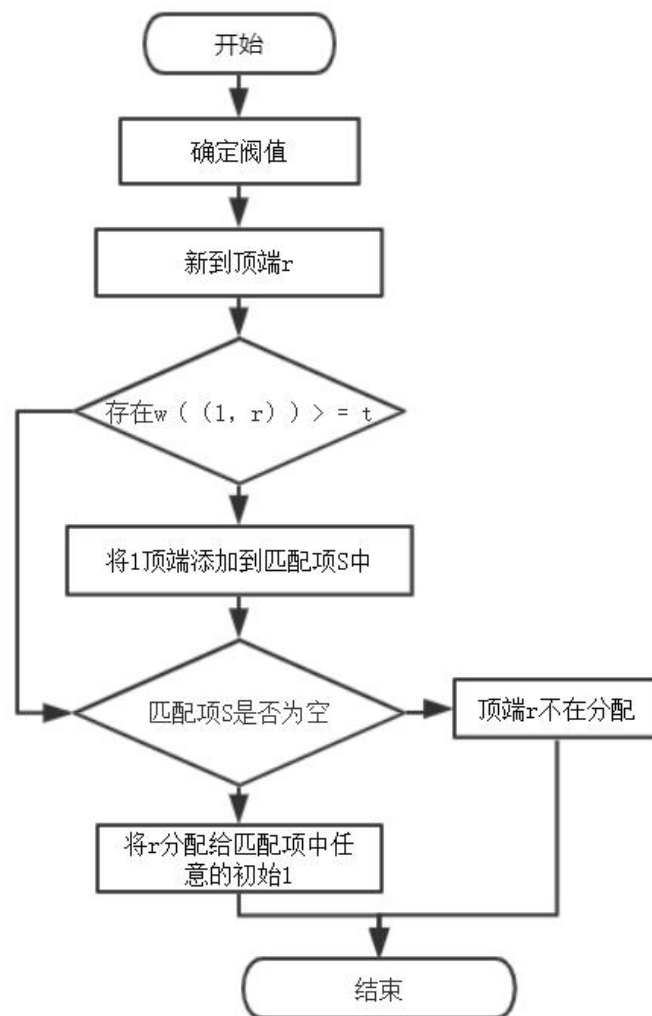 开始
确定阀值
新到顶端r
存在w((1, r))>=t
将1顶端添加到匹配项S中
匹配项S是否为空
顶端r不在分配
将r分配给匹配项中任
意的初始1
结束